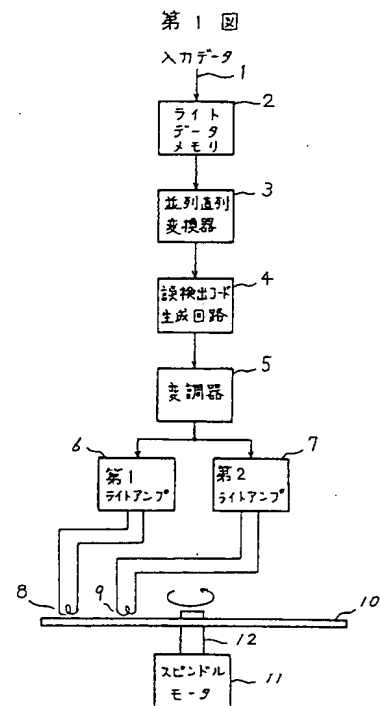 第1図
入力データ
1
2
ライト
データ
メモリ
3
並列直列
変換器
4
誤検出コード
生成回路
5
変調器
6
7
第1
ライトアンプ
第2
ライトアンプ
8
9
10
12
スピンドル
モータ
11